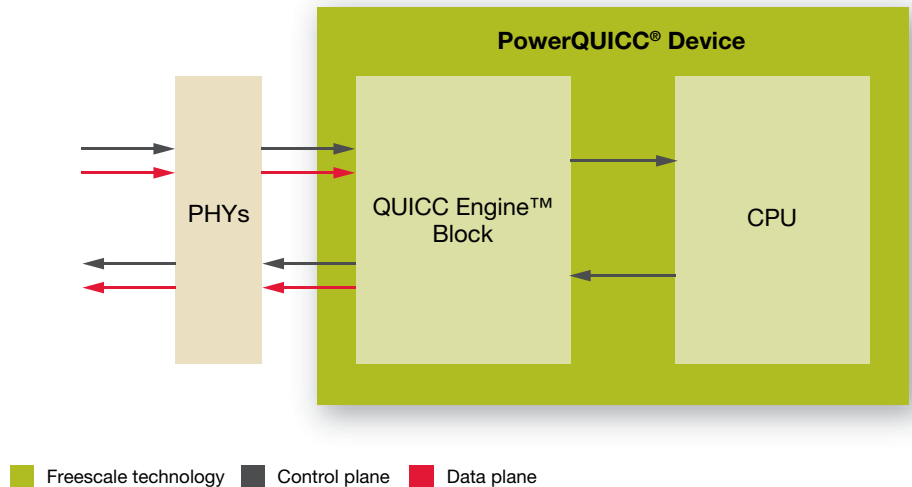 PowerQUICC® Device
PHYs
QUICC Engine™
Block
CPU
Freescale technology
Control plane
Data plane